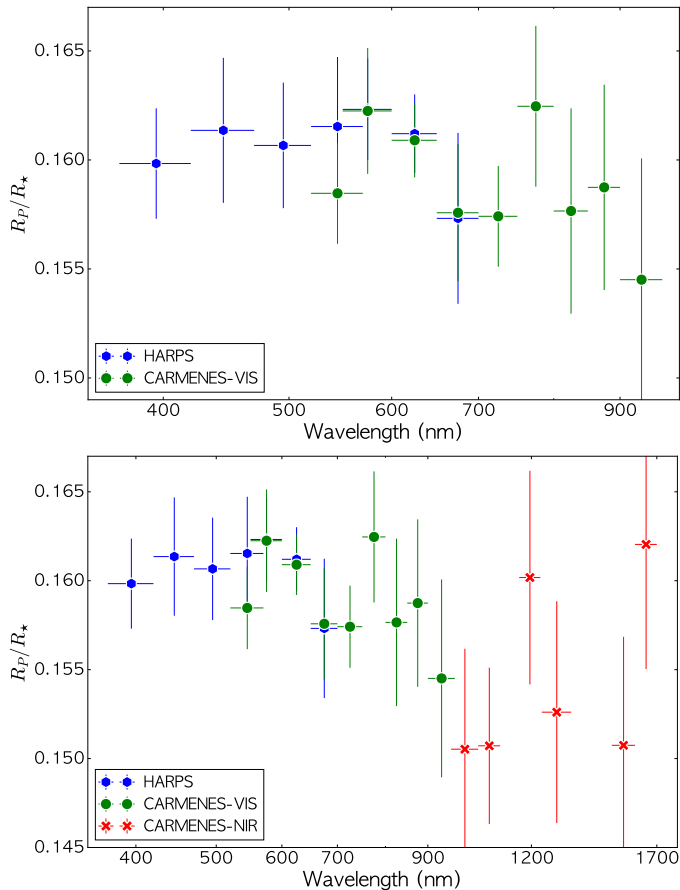 0.165
0.160
0.155
0.150
R_P/R_★
HARPS
CARMENES-VIS
400 500 600 700 900
Wavelength (nm)
0.165
0.160
0.155
0.150
0.145
R_P/R_★
HARPS
CARMENES-VIS
CARMENES-NIR
400 500 600 700 900 1200 1700
Wavelength (nm)